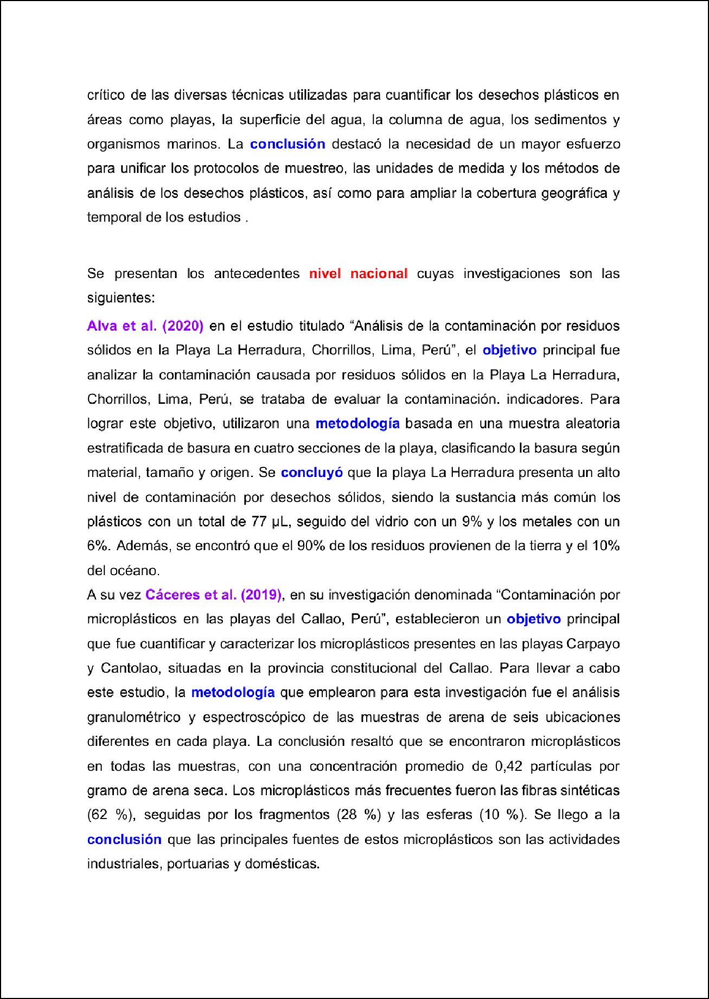 crítico de las diversas técnicas utilizadas para cuantificar los desechos plásticos en
áreas como playas, la superficie del agua, la columna de agua, los sedimentos y
organismos marinos. La conclusión destacó la necesidad de un mayor esfuerzo
para unificar los protocolos de muestreo, las unidades de medida y los métodos de
análisis de los desechos plásticos, así como para ampliar la cobertura geográfica y
temporal de los estudios .
Se presentan los antecedentes nivel nacional cuyas investigaciones son las
siguientes:
Alva et al. (2020) en el estudio titulado “Análisis de la contaminación por residuos
sólidos en la Playa La Herradura, Chorrillos, Lima, Perú”, el objetivo principal fue
analizar la contaminación causada por residuos sólidos en la Playa La Herradura,
Chorrillos, Lima, Perú, se trataba de evaluar la contaminación. indicadores. Para
lograr este objetivo, utilizaron una metodología basada en una muestra aleatoria
estratificada de basura en cuatro secciones de la playa, clasificando la basura según
material, tamaño y origen. Se concluyó que la playa La Herradura presenta un alto
nivel de contaminación por desechos sólidos, siendo la sustancia más común los
plásticos con un total de 77 µL, seguido del vidrio con un 9% y los metales con un
6%. Además, se encontró que el 90% de los residuos provienen de la tierra y el 10%
del océano.
A su vez Cáceres et al. (2019), en su investigación denominada “Contaminación por
microplásticos en las playas del Callao, Perú”, establecieron un objetivo principal
que fue cuantificar y caracterizar los microplásticos presentes en las playas Carpayo
y Cantolao, situadas en la provincia constitucional del Callao. Para llevar a cabo
este estudio, la metodología que emplearon para esta investigación fue el análisis
granulométrico y espectroscópico de las muestras de arena de seis ubicaciones
diferentes en cada playa. La conclusión resaltó que se encontraron microplásticos
en todas las muestras, con una concentración promedio de 0,42 partículas por
gramo de arena seca. Los microplásticos más frecuentes fueron las fibras sintéticas
(62 %), seguidas por los fragmentos (28 %) y las esferas (10 %). Se llego a la
conclusión que las principales fuentes de estos microplásticos son las actividades
industriales, portuarias y domésticas.